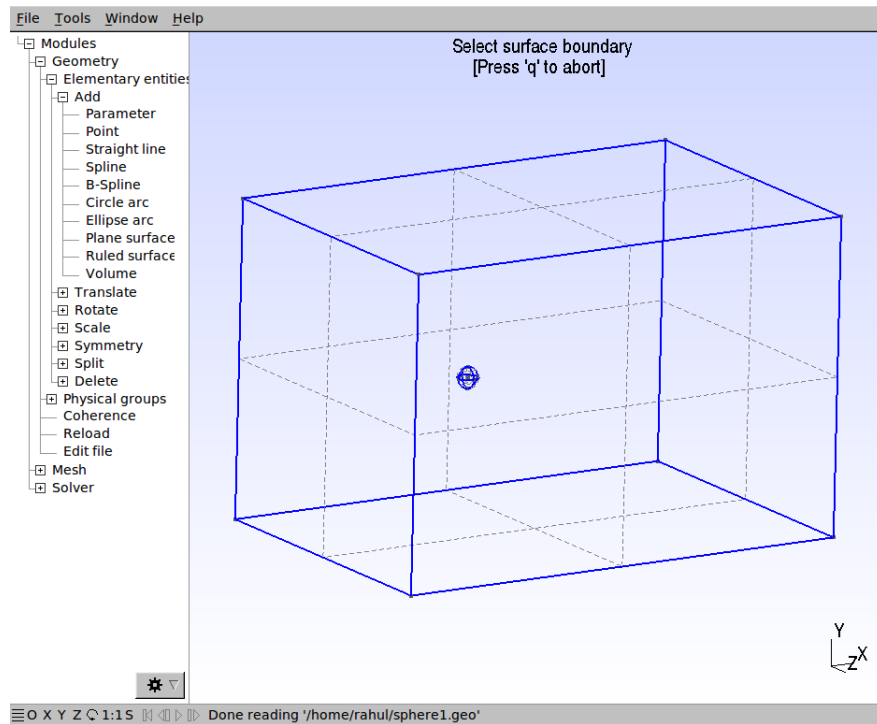 File Tools Window Help
Modules
Geometry
Elementary entities
Add
Parameter
Point
Straight line
Spline
B-Spline
Circle arc
Ellipse arc
Plane surface
Ruled surface
Volume
Translate
Rotate
Scale
Symmetry
Split
Delete
Physical groups
Coherence
Reload
Edit file
Mesh
Solver
Select surface boundary
[Press 'q' to abort]
Y
X
Z
O X Y Z 1:1 S Done reading '/home/rahul/sphere1.geo'